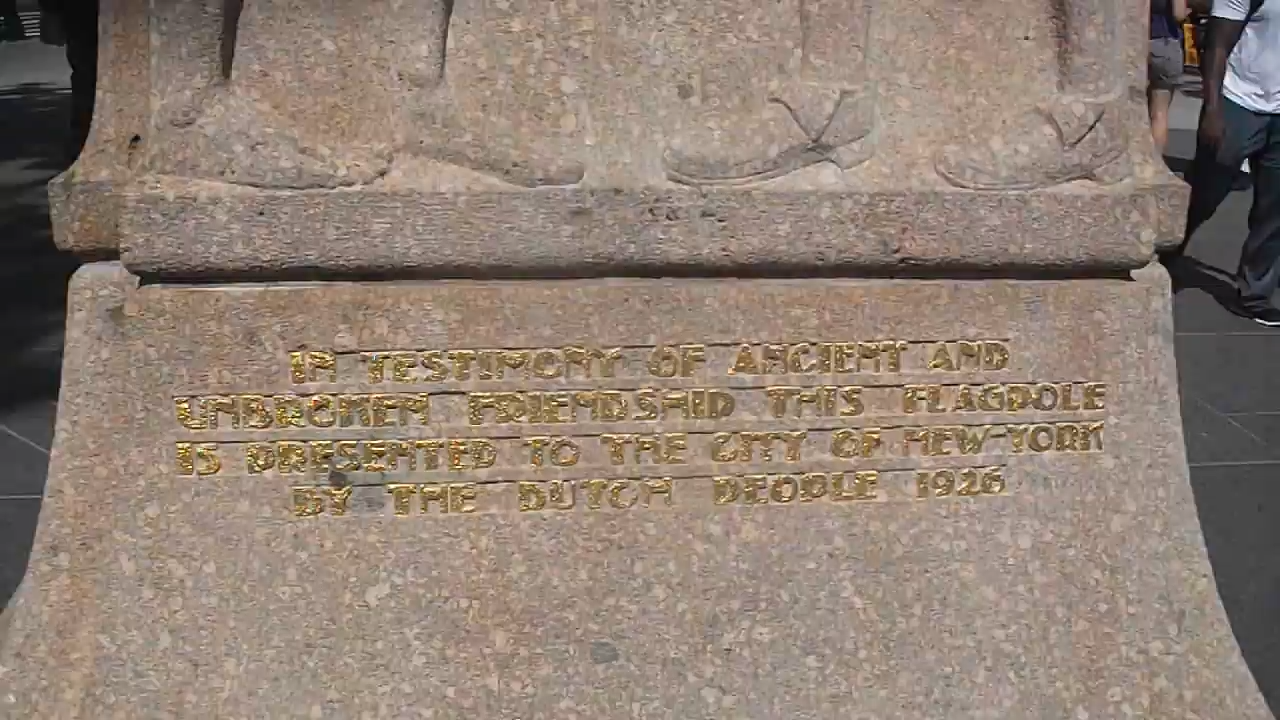 IN TESTIMONY OF ANCIENT AND
UNBROKEN FRIENDSHIP THIS FLAGPOLE
IS PRESENTED TO THE CITY OF NEW-YORK
BY THE DUTCH PEOPLE 1926